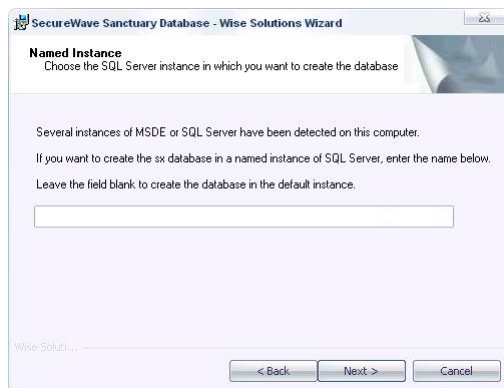 SecureWave Sanctuary Database - Wise Solutions Wizard
Named Instance
Choose the SQL Server instance in which you want to create the database
Several instances of MSDE or SQL Server have been detected on this computer.
If you want to create the sx database in a named instance of SQL Server, enter the name below.
Leave the field blank to create the database in the default instance.
Wise Soluti...
< Back
Next >
Cancel